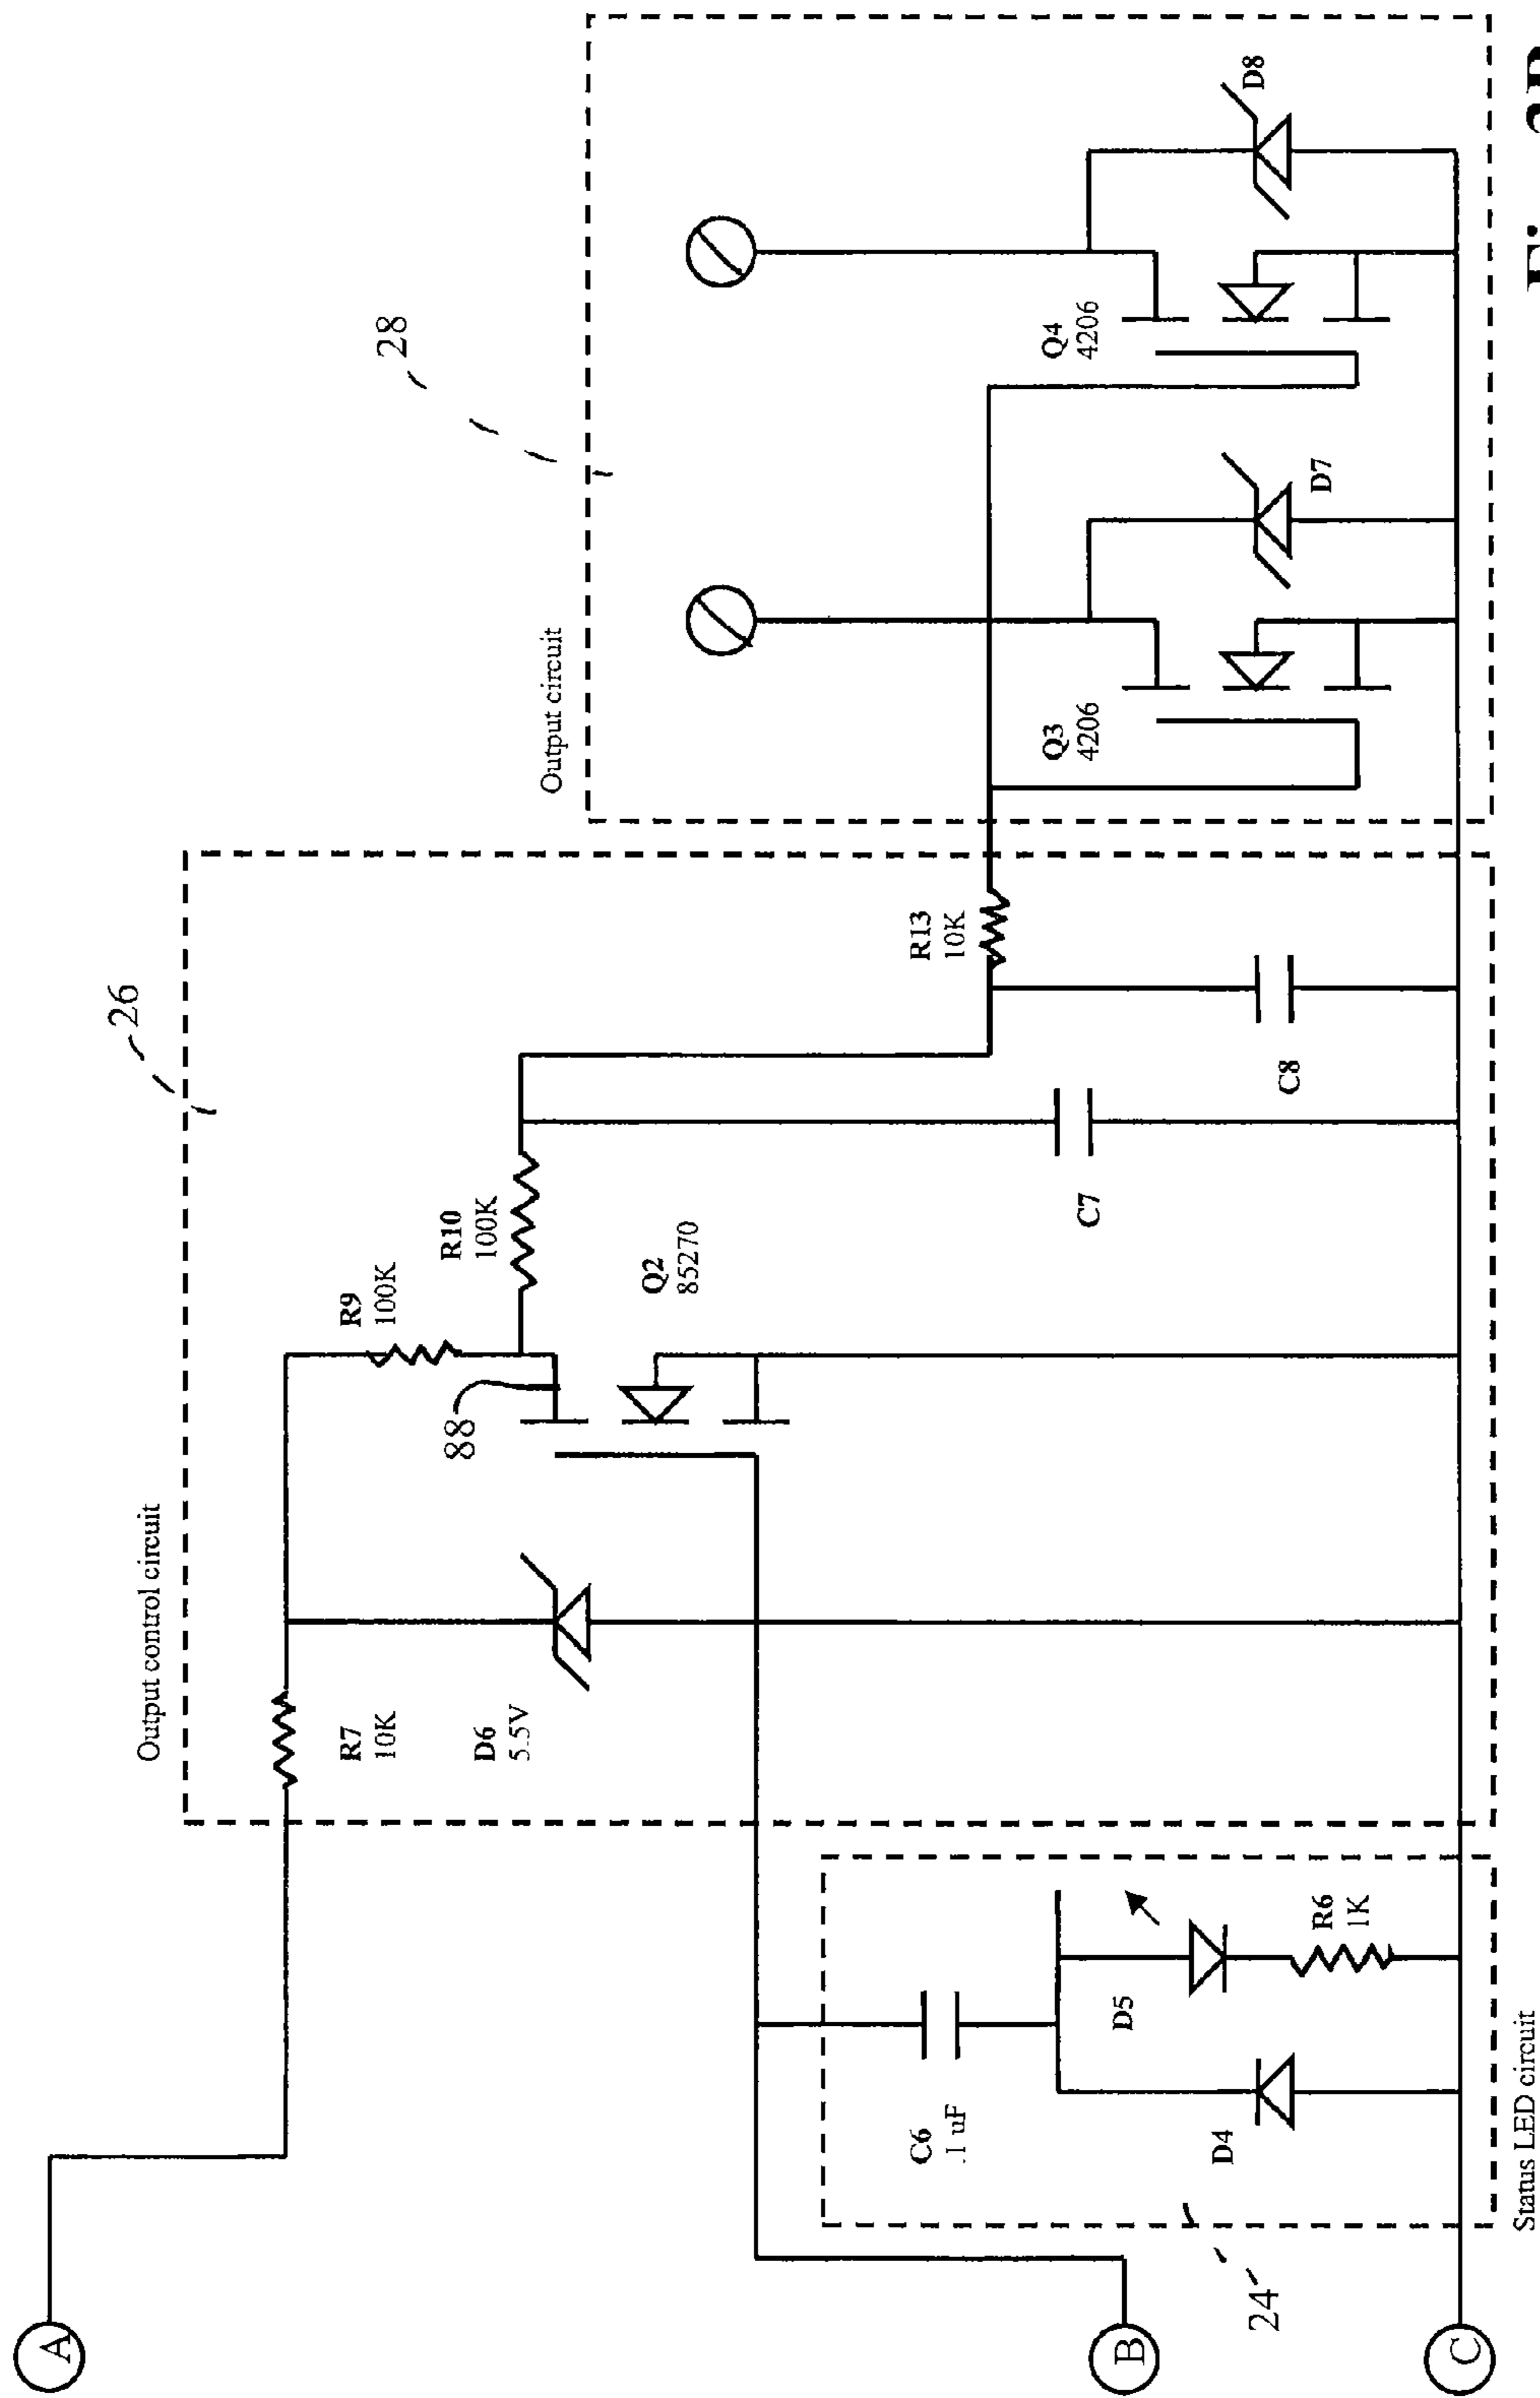 A
B
C
Output control circuit
26
R7
10K
D6
5.5V
88
R9
100K
R10
100K
Q2
85270
C7
C8
R13
10K
Output circuit
28
Q3
4206
D7
Q4
4206
D8
C6
.1 uF
D4
D5
R6
1K
24
Status LED circuit